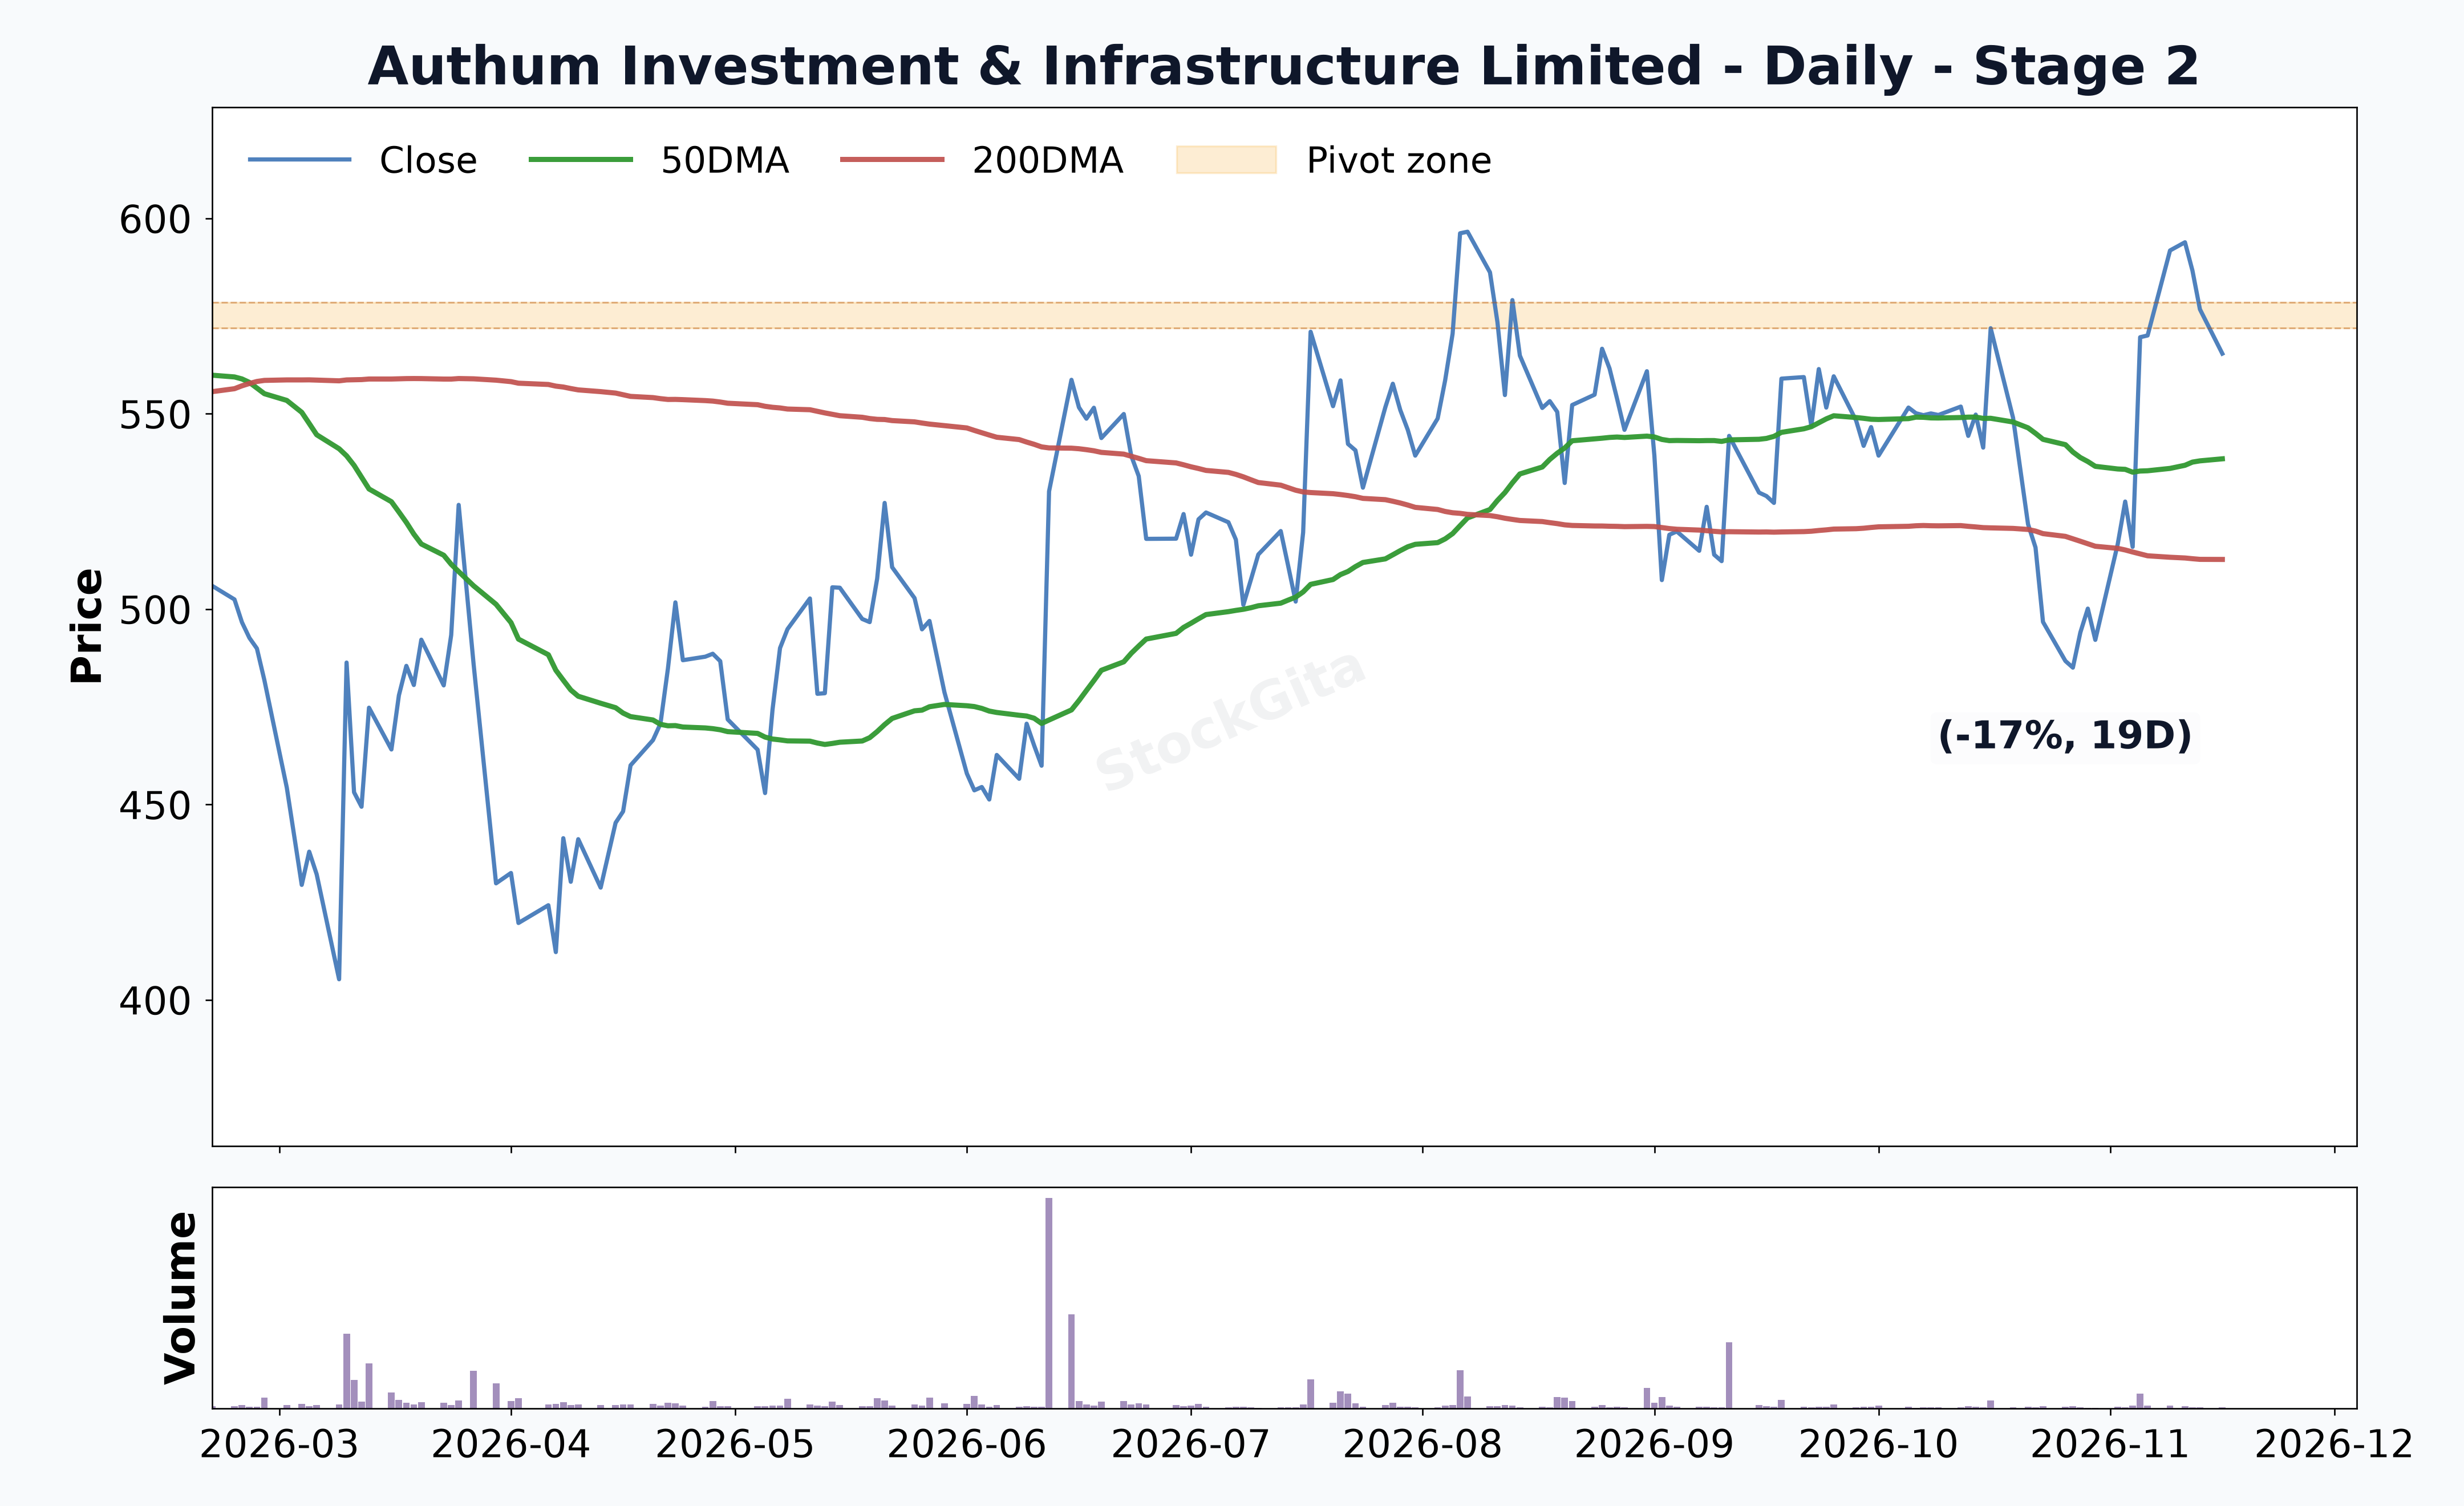 Authum Investment & Infrastructure Limited - Daily - Stage 2
Close 50DMA 200DMA Pivot zone
600
550
500
450
400
Price
StockGita
(-17%, 19D)
Volume
2026-03 2026-04 2026-05 2026-06 2026-07 2026-08 2026-09 2026-10 2026-11 2026-12